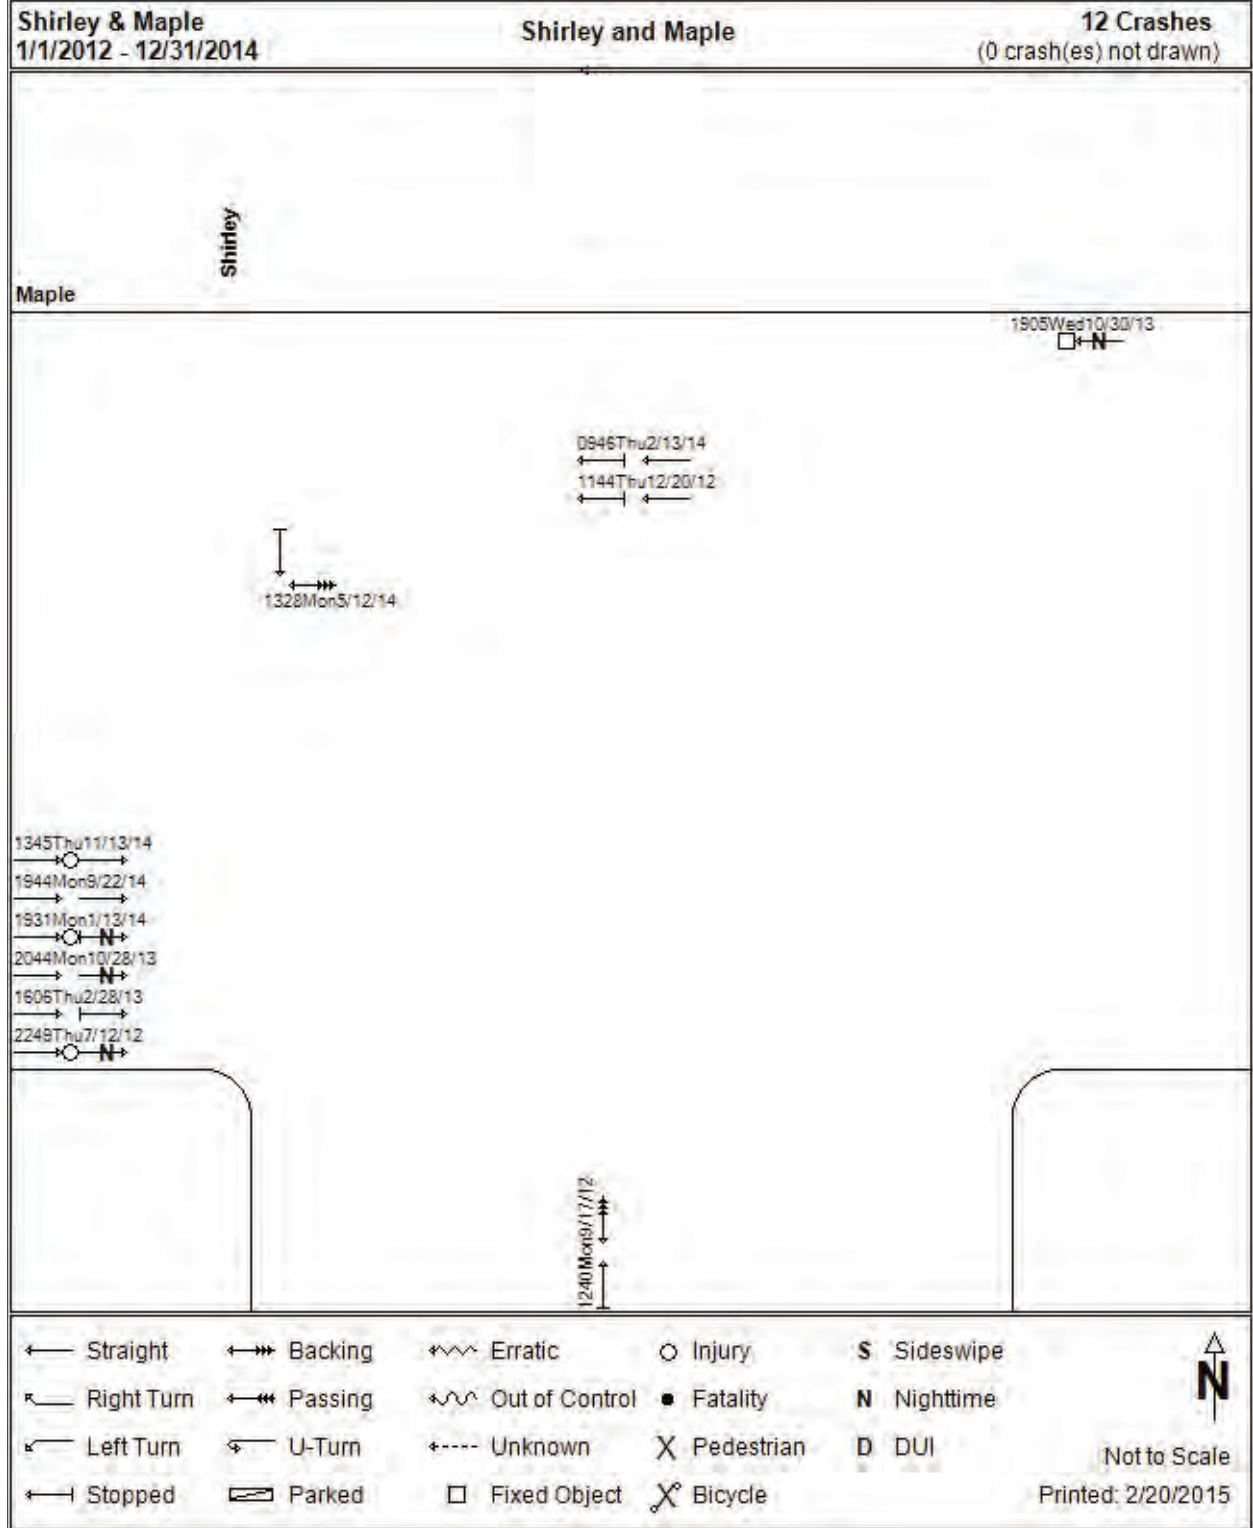 Shirley & Maple
1/1/2012 - 12/31/2014
Shirley and Maple
12 Crashes
(0 crash(es) not drawn)
Shirley
Maple
1905Wed10/30/13
N
0946Thu2/13/14
1144Thu12/20/12
1328Mon5/12/14
1345Thu11/13/14
1944Mon9/22/14
1931Mon1/13/14
N
2044Mon10/28/13
N
1606Thu2/28/13
2249Thu7/12/12
N
1240Mon9/17/12
Straight Backing Erratic Injury S Sideswipe
Right Turn Passing Out of Control Fatality N Nighttime
N
Left Turn U-Turn Unknown Pedestrian D DUI
Not to Scale
Stopped Parked Fixed Object Bicycle
Printed: 2/20/2015